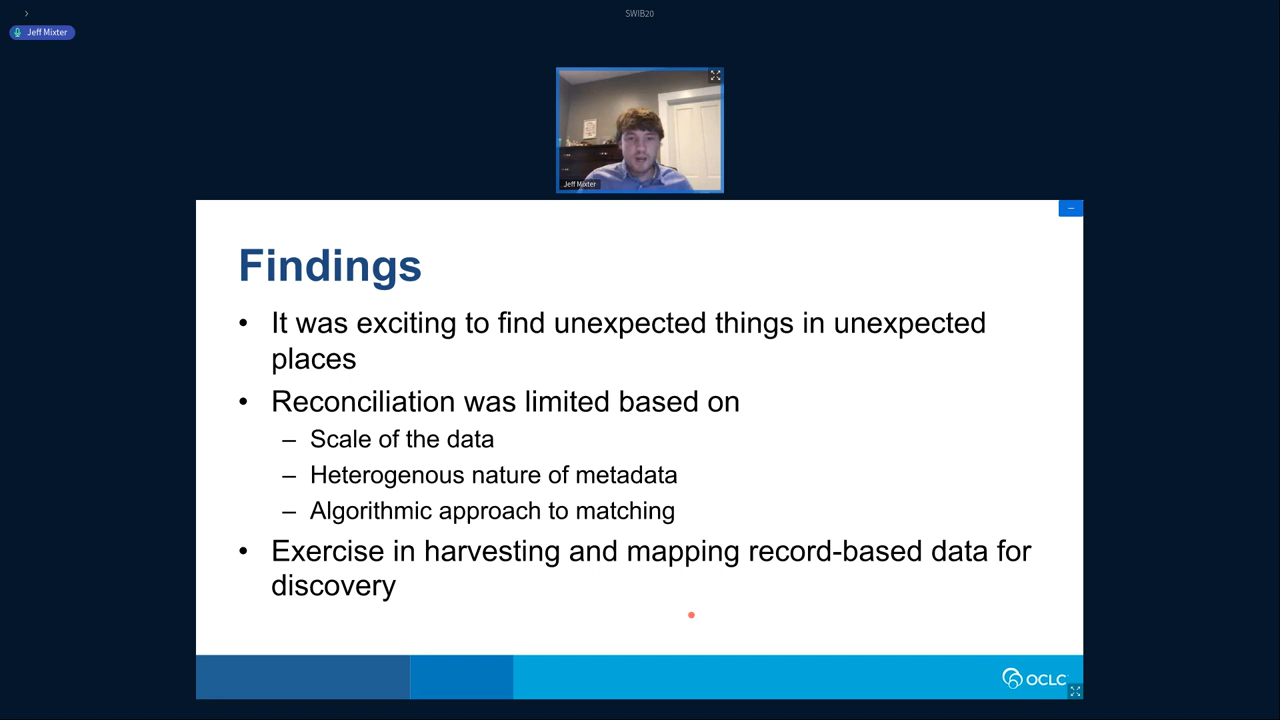 SWIB20
Jeff Mixter
Jeff Mixter
Findings
• It was exciting to find unexpected things in unexpected
places
• Reconciliation was limited based on
– Scale of the data
– Heterogenous nature of metadata
– Algorithmic approach to matching
• Exercise in harvesting and mapping record-based data for
discovery
OCLC